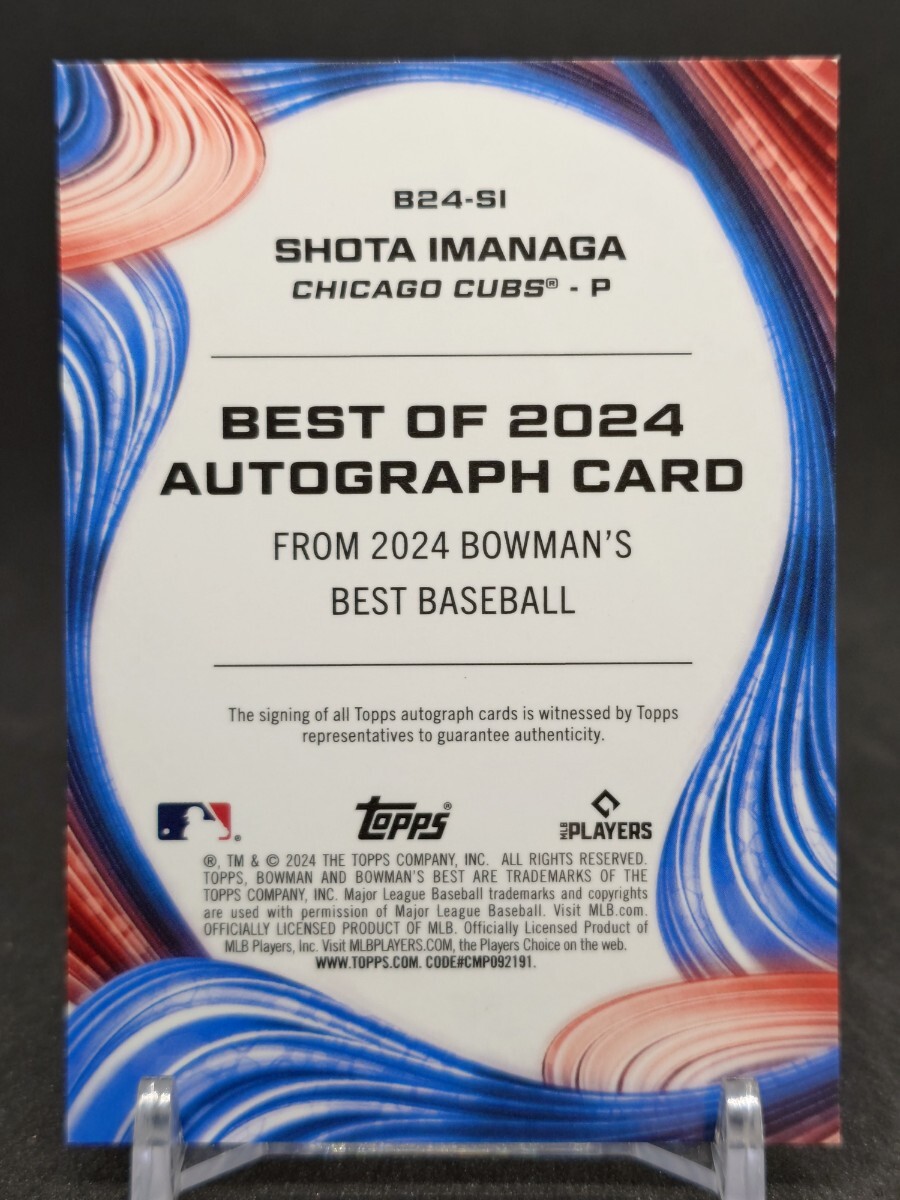 B24-SI
SHOTA IMANAGA
CHICAGO CUBS® - P
BEST OF 2024
AUTOGRAPH CARD
FROM 2024 BOWMAN'S
BEST BASEBALL
The signing of all Topps autograph cards is witnessed by Topps
representatives to guarantee authenticity.
®
topps®
MLB PLAYERS
®, TM & © 2024 THE TOPPS COMPANY, INC. ALL RIGHTS RESERVED.
TOPPS, BOWMAN AND BOWMAN'S BEST ARE TRADEMARKS OF THE
TOPPS COMPANY, INC. Major League Baseball trademarks and copyrights
are used with permission of Major League Baseball. Visit MLB.com.
OFFICIALLY LICENSED PRODUCT OF MLB. Officially Licensed Product of
MLB Players, Inc. Visit MLBPLAYERS.COM, the Players Choice on the web.
WWW.TOPPS.COM. CODE#CMP092191.